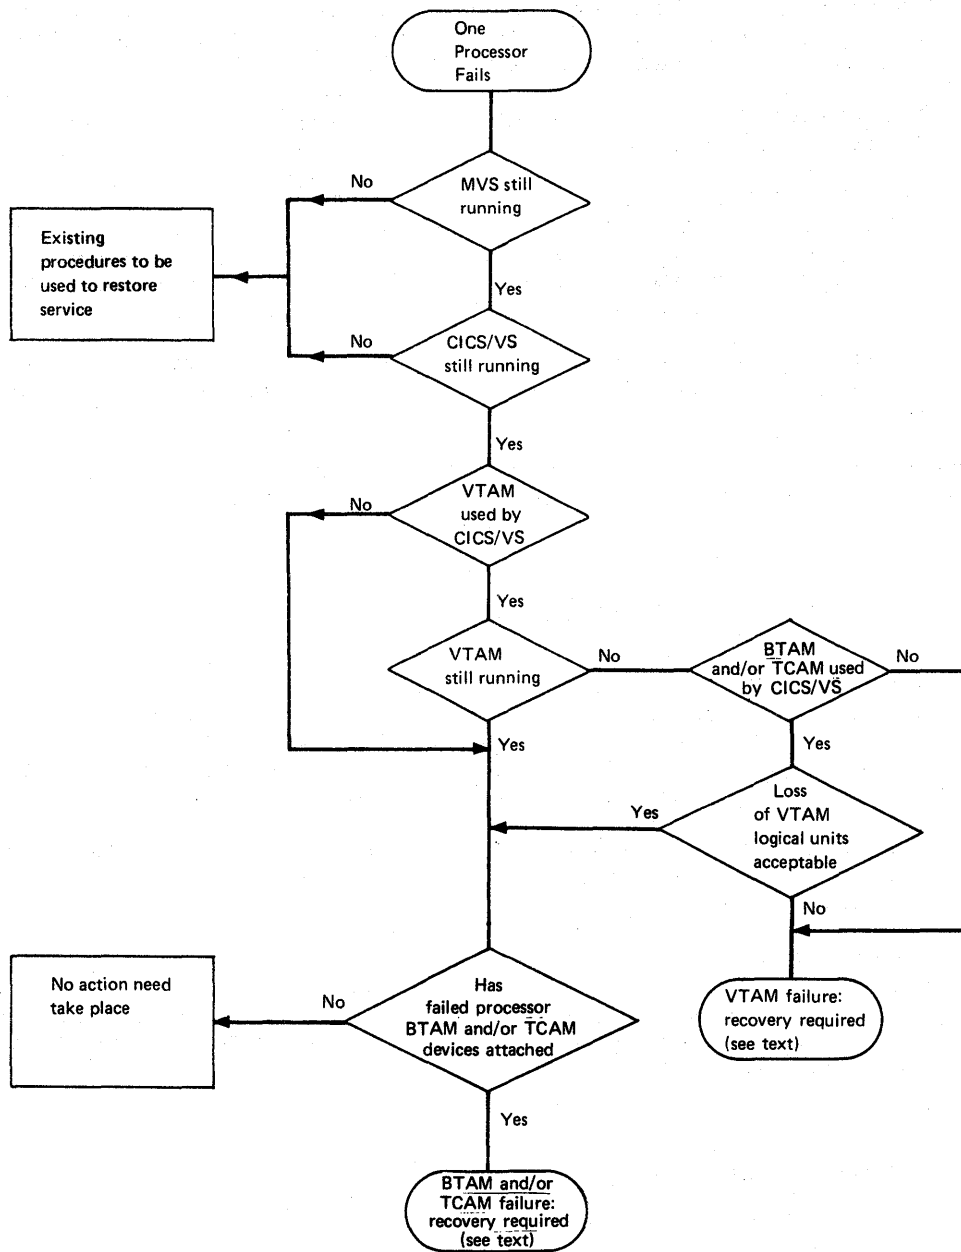 One
Processor
Fails
No
MVS still
running
Existing
procedures to be
used to restore
service
Yes
No
CICS/VS
still running
Yes
No
VTAM
used by
CICS/VS
Yes
VTAM
still running
No
BTAM
and/or TCAM used
by CICS/VS
No
Yes
Yes
Yes
Loss
of VTAM
logical units
acceptable
No
No action need
take place
No
Has
failed processor
BTAM and/or TCAM
devices attached
VTAM failure:
recovery required
(see text)
Yes
BTAM and/or
TCAM failure:
recovery required
(see text)